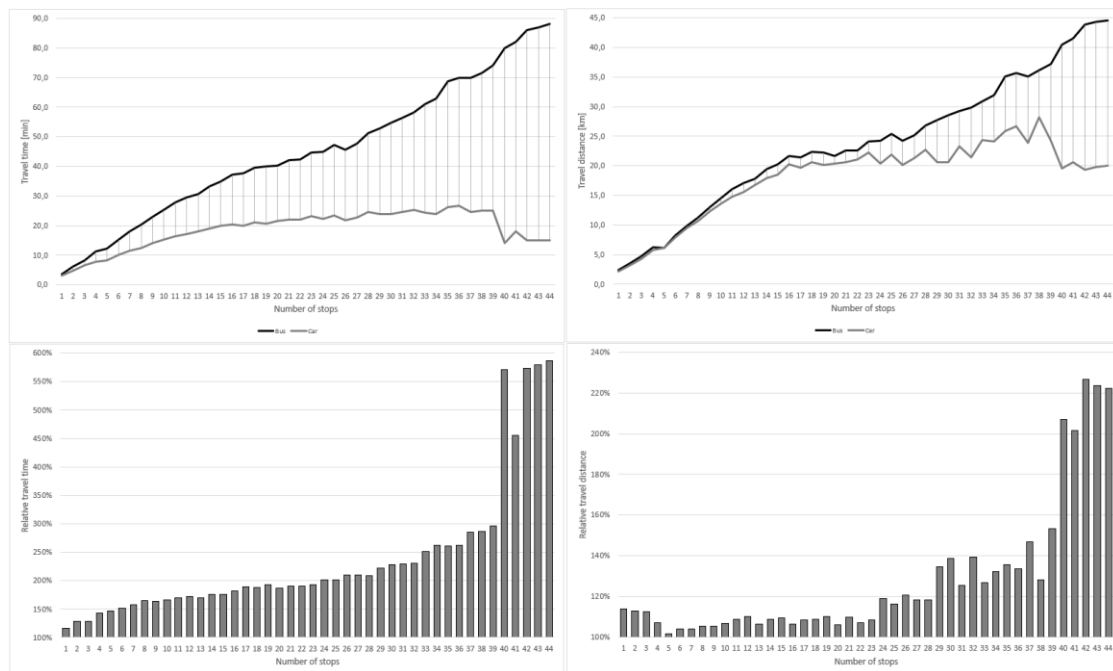 90,0
80,0
70,0
60,0
50,0
40,0
30,0
20,0
10,0
0,0
Travel time [min]
1 2 3 4 5 6 7 8 9 10 11 12 13 14 15 16 17 18 19 20 21 22 23 24 25 26 27 28 29 30 31 32 33 34 35 36 37 38 39 40 41 42 43 44
Number of stops
Bus Car
45,0
40,0
35,0
30,0
25,0
20,0
15,0
10,0
5,0
0,0
Travel distance [km]
1 2 3 4 5 6 7 8 9 10 11 12 13 14 15 16 17 18 19 20 21 22 23 24 25 26 27 28 29 30 31 32 33 34 35 36 37 38 39 40 41 42 43 44
Number of stops
Bus Car
600%
550%
500%
450%
400%
350%
300%
250%
200%
150%
100%
Relative travel time
1 2 3 4 5 6 7 8 9 10 11 12 13 14 15 16 17 18 19 20 21 22 23 24 25 26 27 28 29 30 31 32 33 34 35 36 37 38 39 40 41 42 43 44
Number of stops
240%
220%
200%
180%
160%
140%
120%
100%
Relative travel distance
1 2 3 4 5 6 7 8 9 10 11 12 13 14 15 16 17 18 19 20 21 22 23 24 25 26 27 28 29 30 31 32 33 34 35 36 37 38 39 40 41 42 43 44
Number of stops